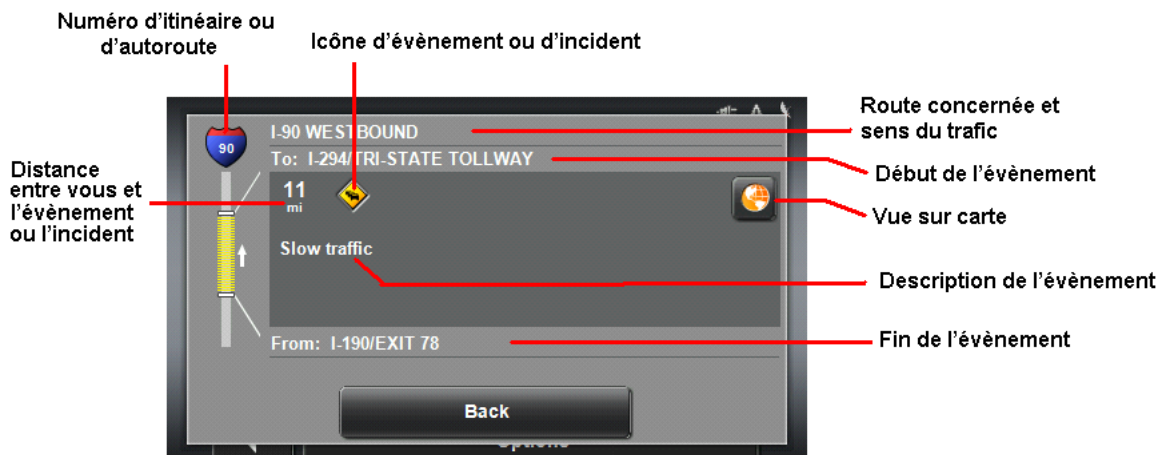 Numéro d'itinéaire ou
d'autoroute
Icône d'évènement ou d'incident
Route concernée et
sens du trafic
Début de l'évènement
Vue sur carte
Description de l'évènement
Fin de l'évènement
Distance
entre vous et
l'évènement
ou l'incident
90
I-90 WESTBOUND
To: I-294/TRI-STATE TOLLWAY
11
mi
Slow traffic
From: I-190/EXIT 78
Back
Options